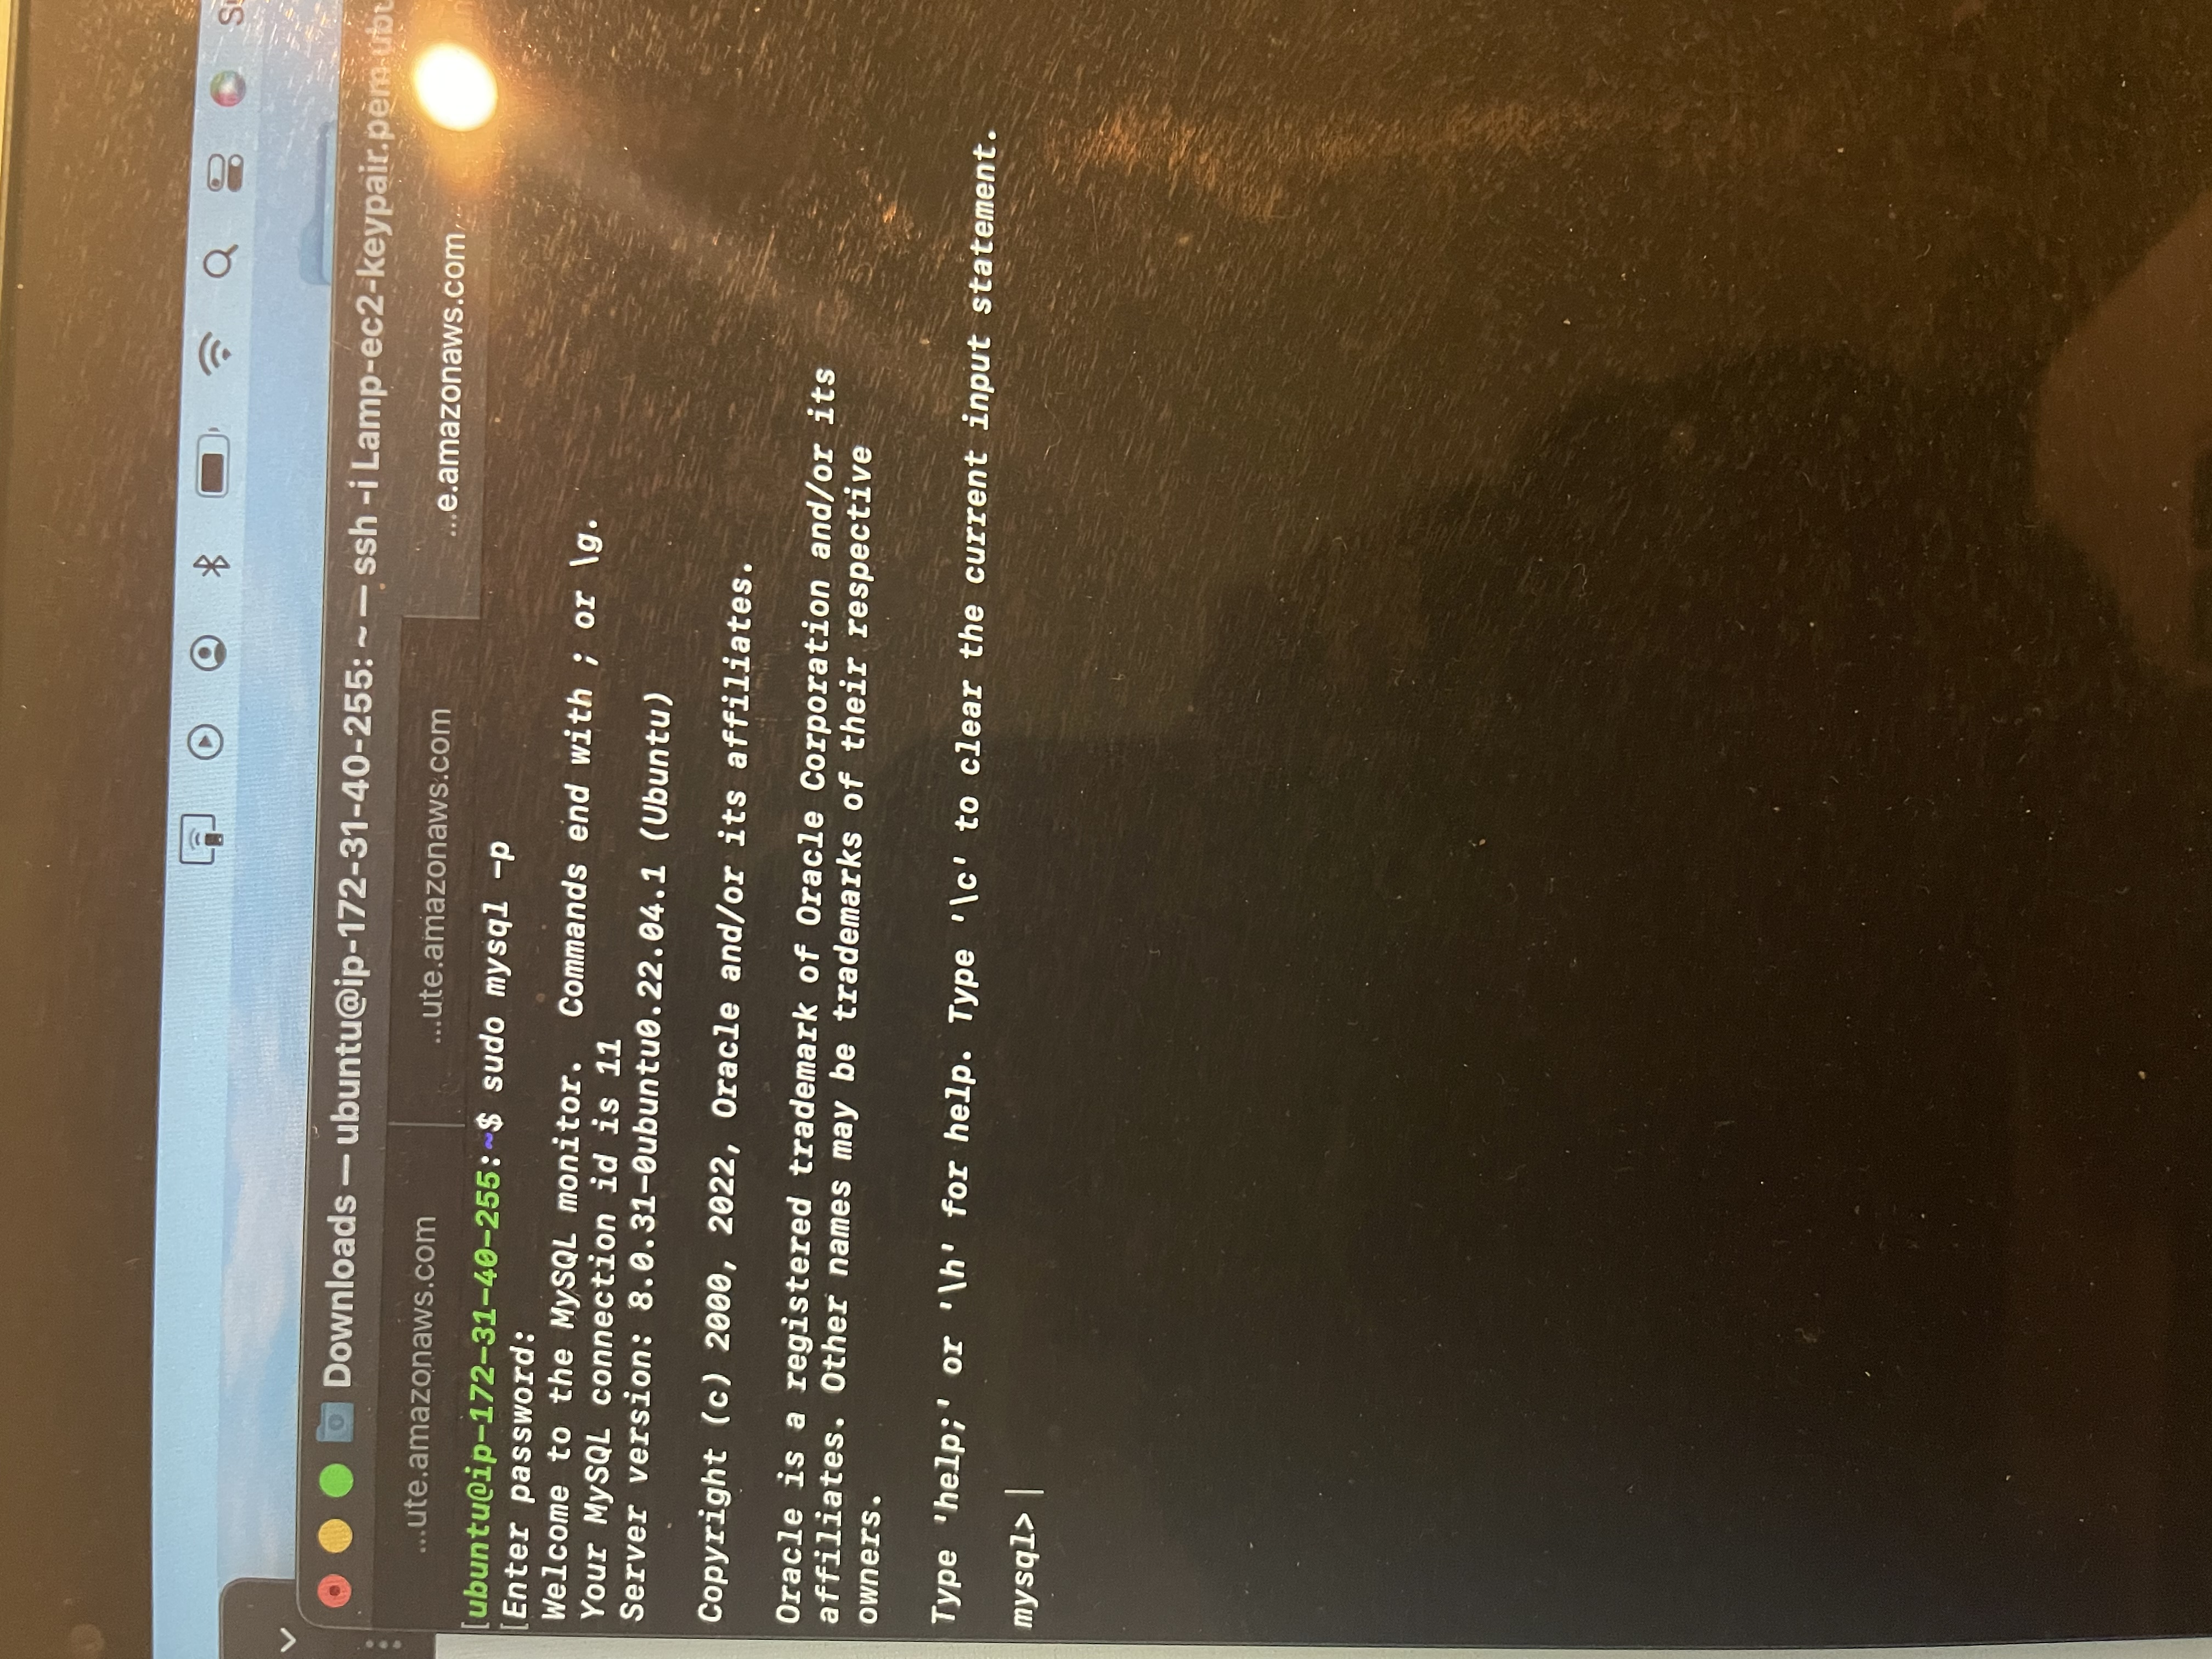 Downloads — ubuntu@ip-172-31-40-255: ~ — ssh -i Lamp-ec2-keypair.pem ubt
...ute.amazonaws.com ...ute.amazonaws.com ...e.amazonaws.com
[ubuntu@ip-172-31-40-255:~$ sudo mysql -p
[Enter password:
Welcome to the MySQL monitor.  Commands end with ; or \g.
Your MySQL connection id is 11
Server version: 8.0.31-0ubuntu0.22.04.1 (Ubuntu)
Copyright (c) 2000, 2022, Oracle and/or its affiliates.
Oracle is a registered trademark of Oracle Corporation and/or its
affiliates. Other names may be trademarks of their respective
owners.
Type 'help;' or '\h' for help. Type '\c' to clear the current input statement.
mysql>